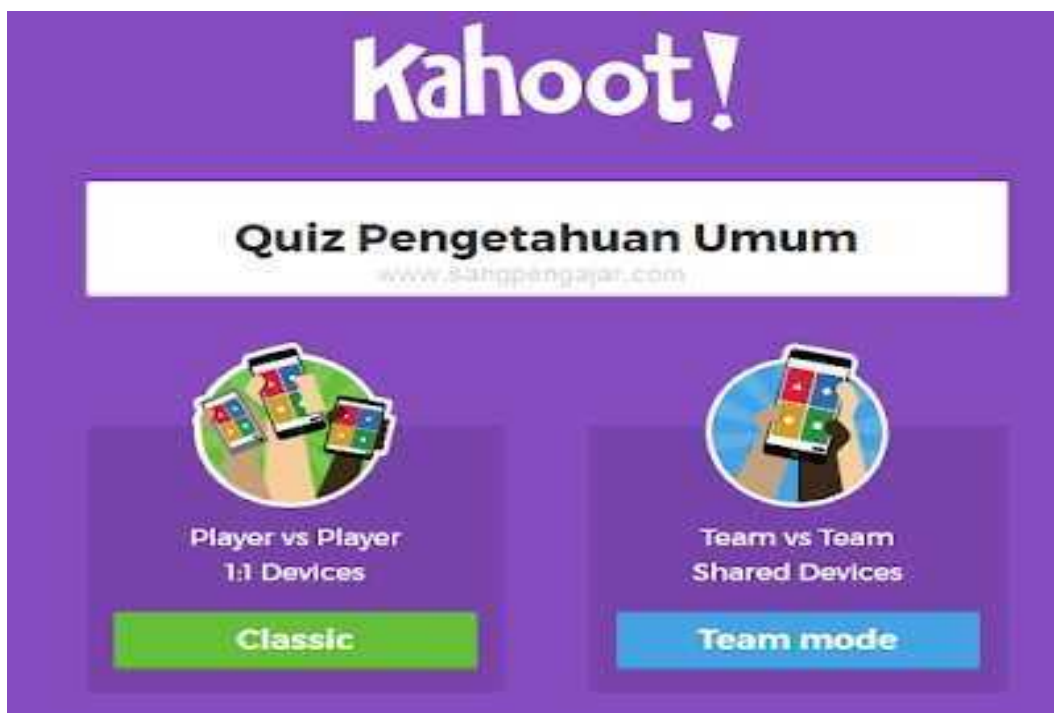 Kahoot!
Quiz Pengetahuan Umum
www.sangpengajar.com
Player vs Player
1:1 Devices
Classic
Team vs Team
Shared Devices
Team mode